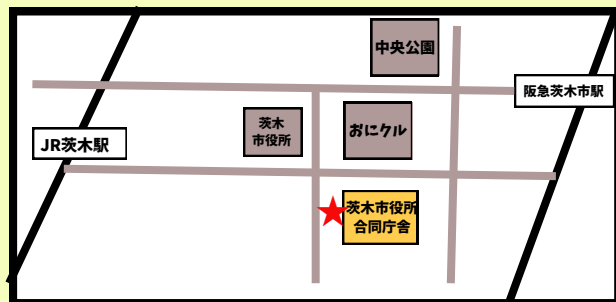 中央公園
阪急茨木市駅
茨木
市役所
おにクル
JR茨木駅
茨木市役所
合同庁舎